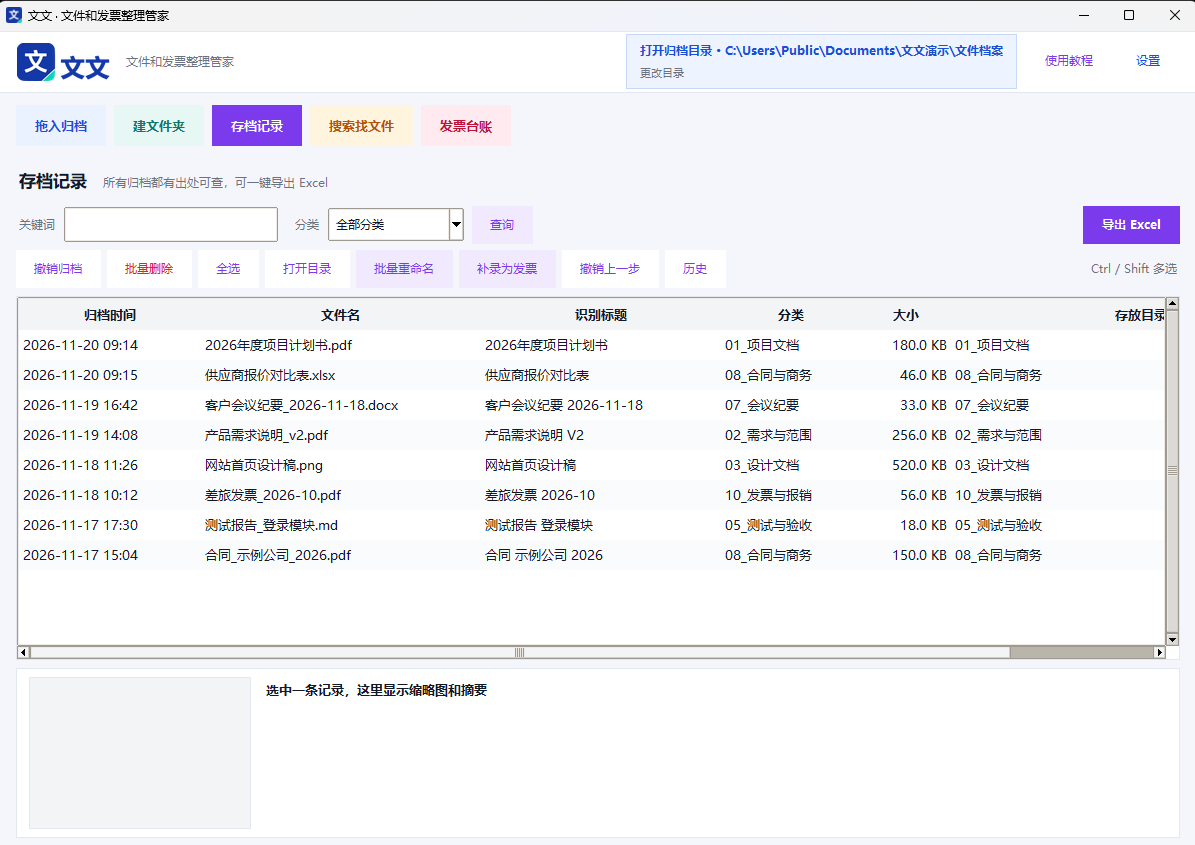 文 文文 · 文件和发票整理管家
文 文文 文件和发票整理管家
打开归档目录 • C:\Users\Public\Documents\文文演示\文件档案
更改目录
使用教程 设置
拖入归档 建文件夹 存档记录 搜索找文件 发票台账
存档记录 所有归档都有出处可查，可一键导出 Excel
关键词 分类 全部分类 查询 导出 Excel
撤销归档 批量删除 全选 打开目录 批量重命名 补录为发票 撤销上一步 历史 Ctrl / Shift 多选
归档时间 文件名 识别标题 分类 大小 存放目录
2026-11-20 09:14 2026年度项目计划书.pdf 2026年度项目计划书 01_项目文档 180.0 KB 01_项目文档
2026-11-20 09:15 供应商报价对比表.xlsx 供应商报价对比表 08_合同与商务 46.0 KB 08_合同与商务
2026-11-19 16:42 客户会议纪要_2026-11-18.docx 客户会议纪要 2026-11-18 07_会议纪要 33.0 KB 07_会议纪要
2026-11-19 14:08 产品需求说明_v2.pdf 产品需求说明 V2 02_需求与范围 256.0 KB 02_需求与范围
2026-11-18 11:26 网站首页设计稿.png 网站首页设计稿 03_设计文档 520.0 KB 03_设计文档
2026-11-18 10:12 差旅发票_2026-10.pdf 差旅发票 2026-10 10_发票与报销 56.0 KB 10_发票与报销
2026-11-17 17:30 测试报告_登录模块.md 测试报告 登录模块 05_测试与验收 18.0 KB 05_测试与验收
2026-11-17 15:04 合同_示例公司_2026.pdf 合同 示例公司 2026 08_合同与商务 150.0 KB 08_合同与商务
选中一条记录，这里显示缩略图和摘要